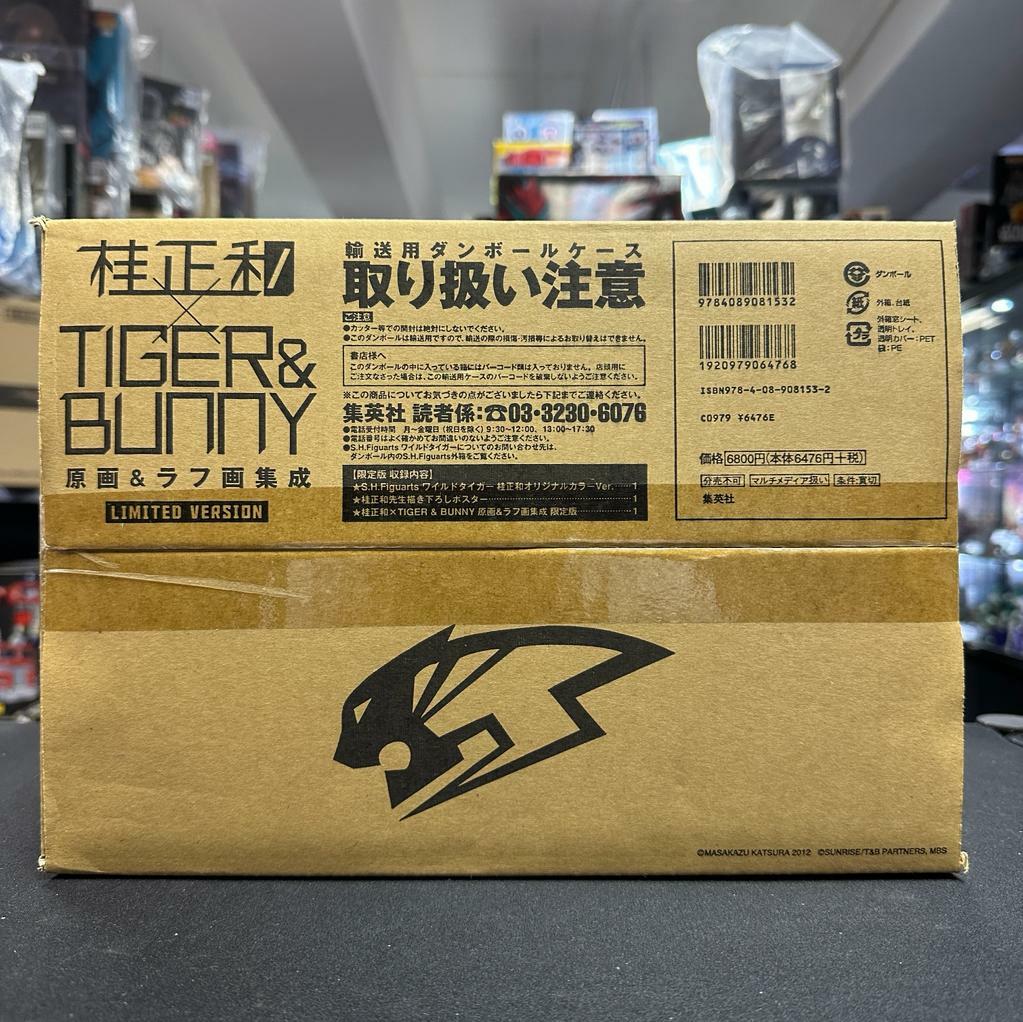 桂正和
×
TIGER&
BUNNY
原画&ラフ画集成
LIMITED VERSION
輸送用ダンボールケース
取り扱い注意
ご注意
●カッター等での開封は絶対にしないでください。
●このダンボールは輸送用ですので、輸送の際の損傷・汚損等によるお取り替えはできません。
書店様へ
このダンボールの中に入っている箱にはバーコード類は入っておりません。店頭用に
ご注文なさった場合は、この輸送用ケースのバーコードを破棄しないようご注意ください。
※この商品についてお気づきの点がございましたら下記までご連絡ください。
集英社 読者係:☎03・3230・6076
●電話受付時間 月〜金曜日(祝日を除く) 9:30~12:00、13:00~17:30
●電話番号はよく確かめてお間違いのないようご注意ください。
●S.H.Figuarts ワイルドタイガーについてのお問い合わせ先は、
ダンボール内のS.H.Figuarts外箱をご覧ください。
【限定版 収録内容】
★S.H.Figuarts ワイルドタイガー 桂正和オリジナルカラーVer.……1
★桂正和先生描き下ろしポスター……1
★桂正和×TIGER & BUNNY 原画&ラフ画集成 限定版……1
9784089081532
1920979064768
ISBN978-4-08-908153-2
C0979 ¥6476E
価格 6800円(本体6476円+税)
分売不可 マルチメディア扱い 条件:買切
集英社
ダンボール
紙
外箱、台紙
プラ
外箱窓シート、
透明トレイ、
透明カバー:PET
袋:PE
©MASAKAZU KATSURA 2012 ©SUNRISE/T&B PARTNERS, MBS